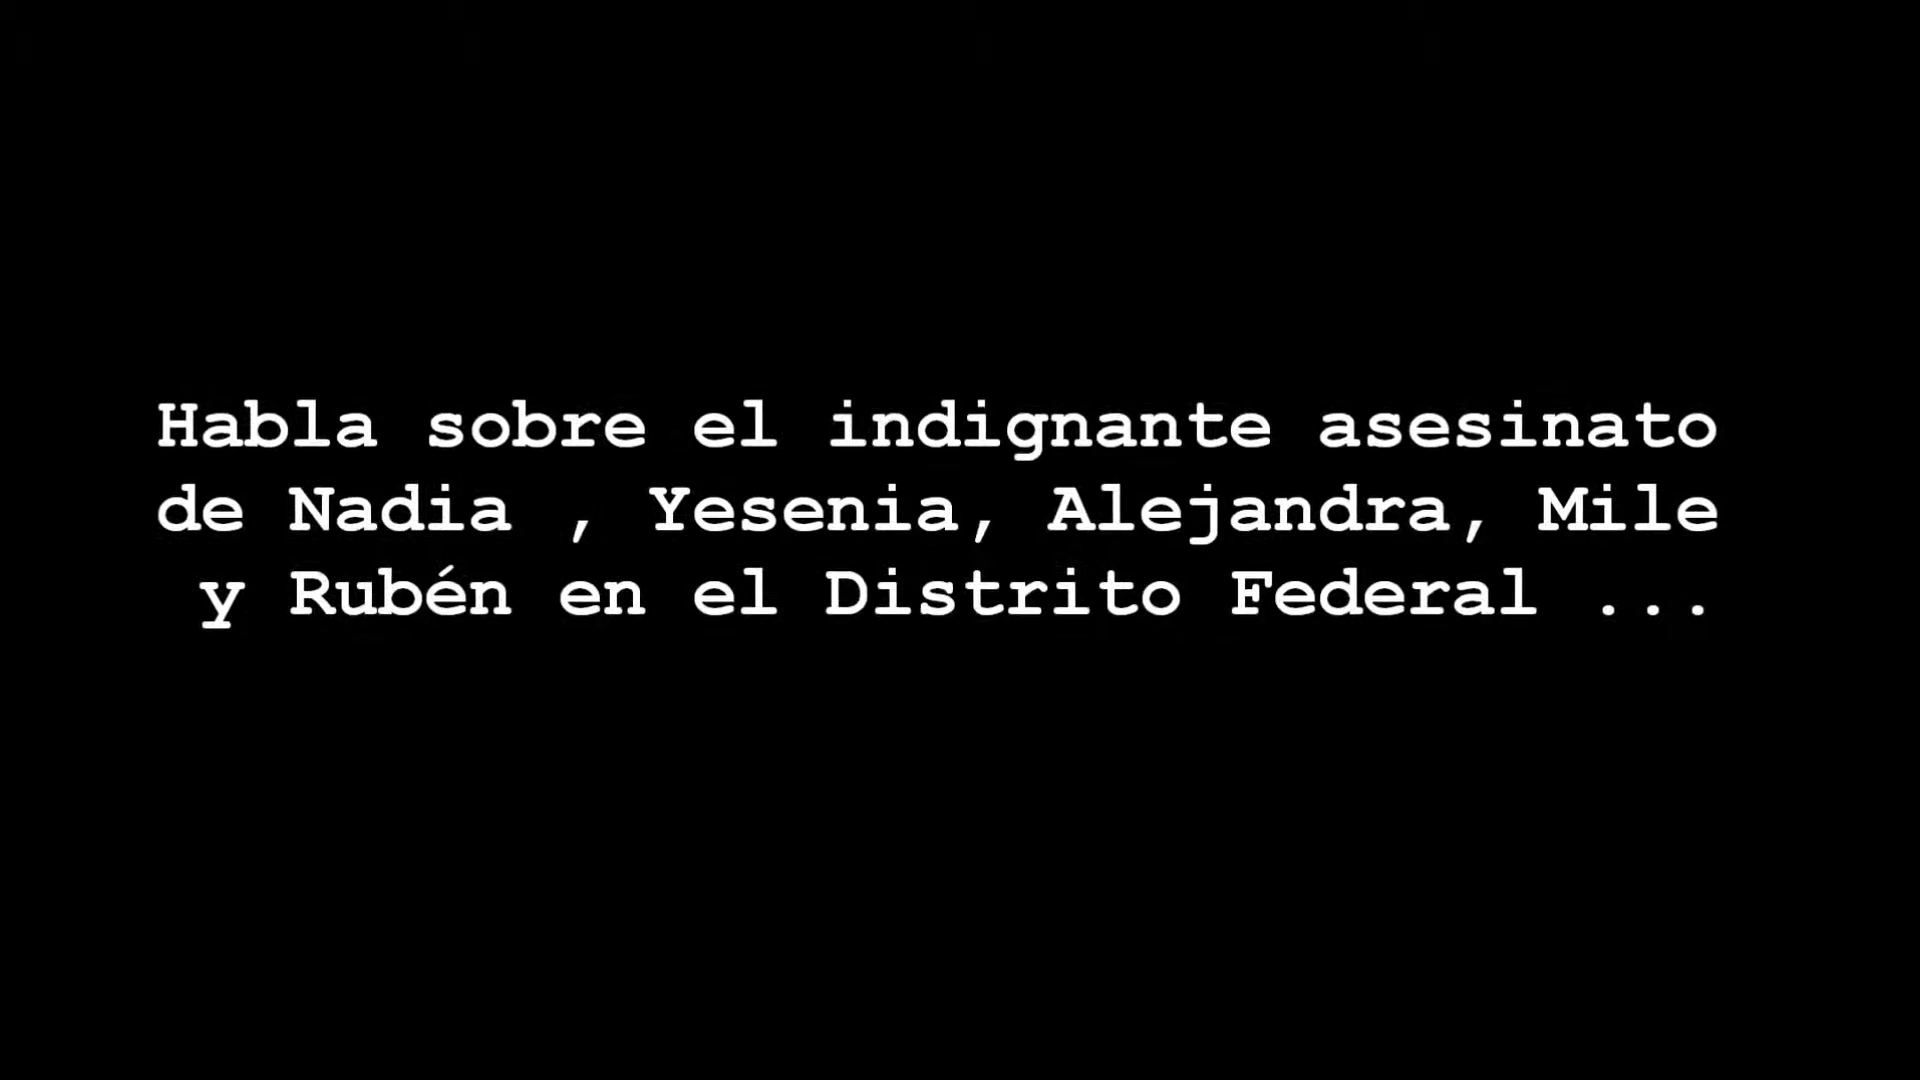 Habla sobre el indignante asesinato
de Nadia , Yesenia, Alejandra, Mile
y Rubén en el Distrito Federal ...